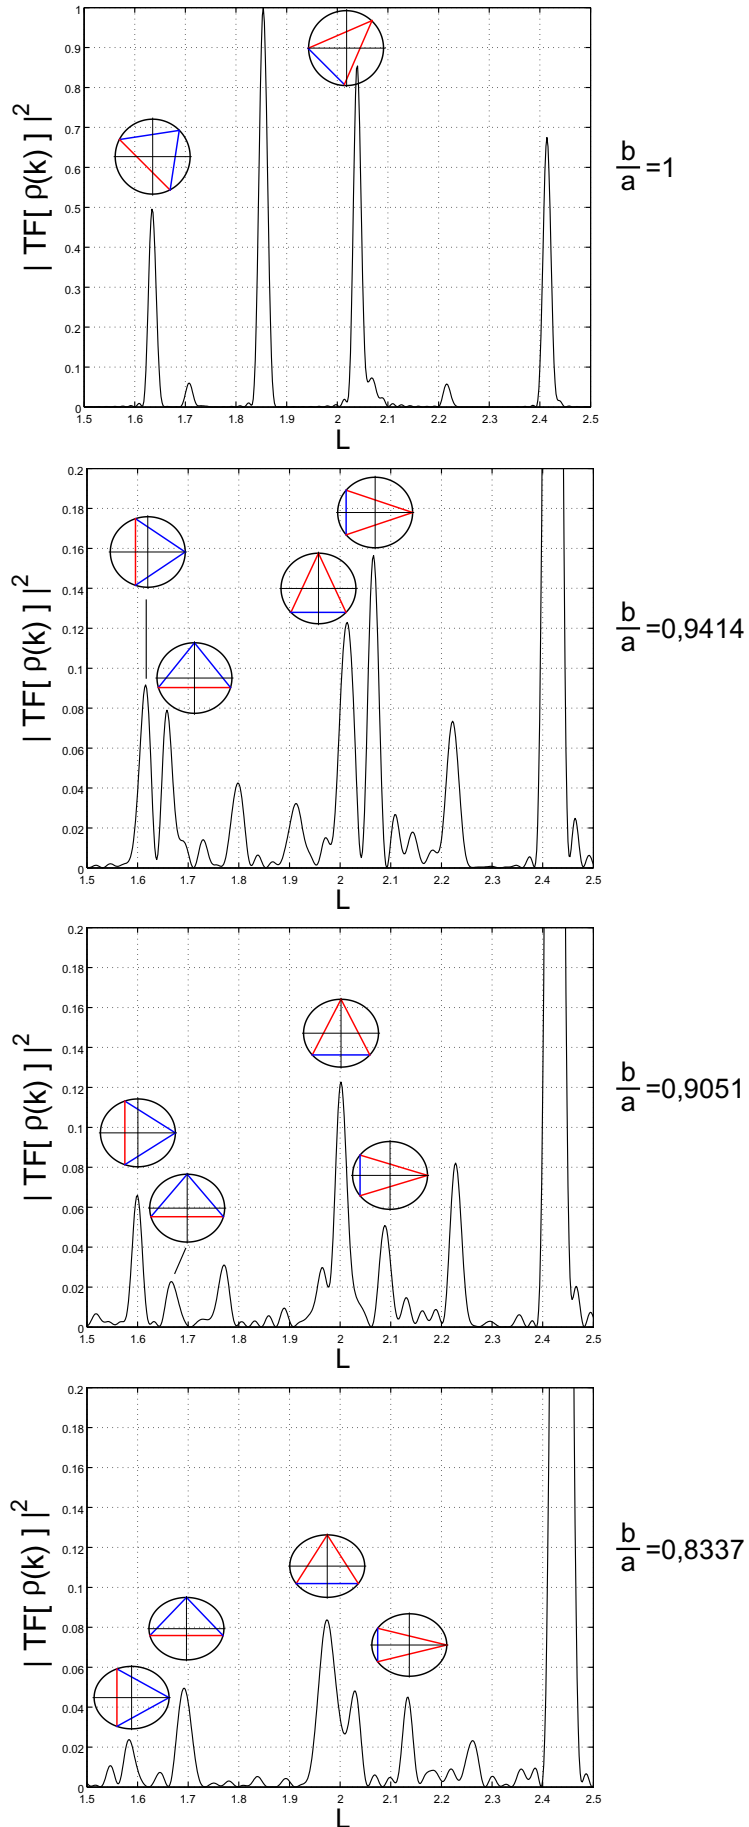 | TF[ ρ(k) ] |²
1
0.9
0.8
0.7
0.6
0.5
0.4
0.3
0.2
0.1
0
1.5 1.6 1.7 1.8 1.9 2 2.1 2.2 2.3 2.4 2.5
L
b/a =1
| TF[ ρ(k) ] |²
0.2
0.18
0.16
0.14
0.12
0.1
0.08
0.06
0.04
0.02
0
1.5 1.6 1.7 1.8 1.9 2 2.1 2.2 2.3 2.4 2.5
L
b/a =0,9414
| TF[ ρ(k) ] |²
0.2
0.18
0.16
0.14
0.12
0.1
0.08
0.06
0.04
0.02
0
1.5 1.6 1.7 1.8 1.9 2 2.1 2.2 2.3 2.4 2.5
L
b/a =0,9051
| TF[ ρ(k) ] |²
0.2
0.18
0.16
0.14
0.12
0.1
0.08
0.06
0.04
0.02
0
1.5 1.6 1.7 1.8 1.9 2 2.1 2.2 2.3 2.4 2.5
L
b/a =0,8337